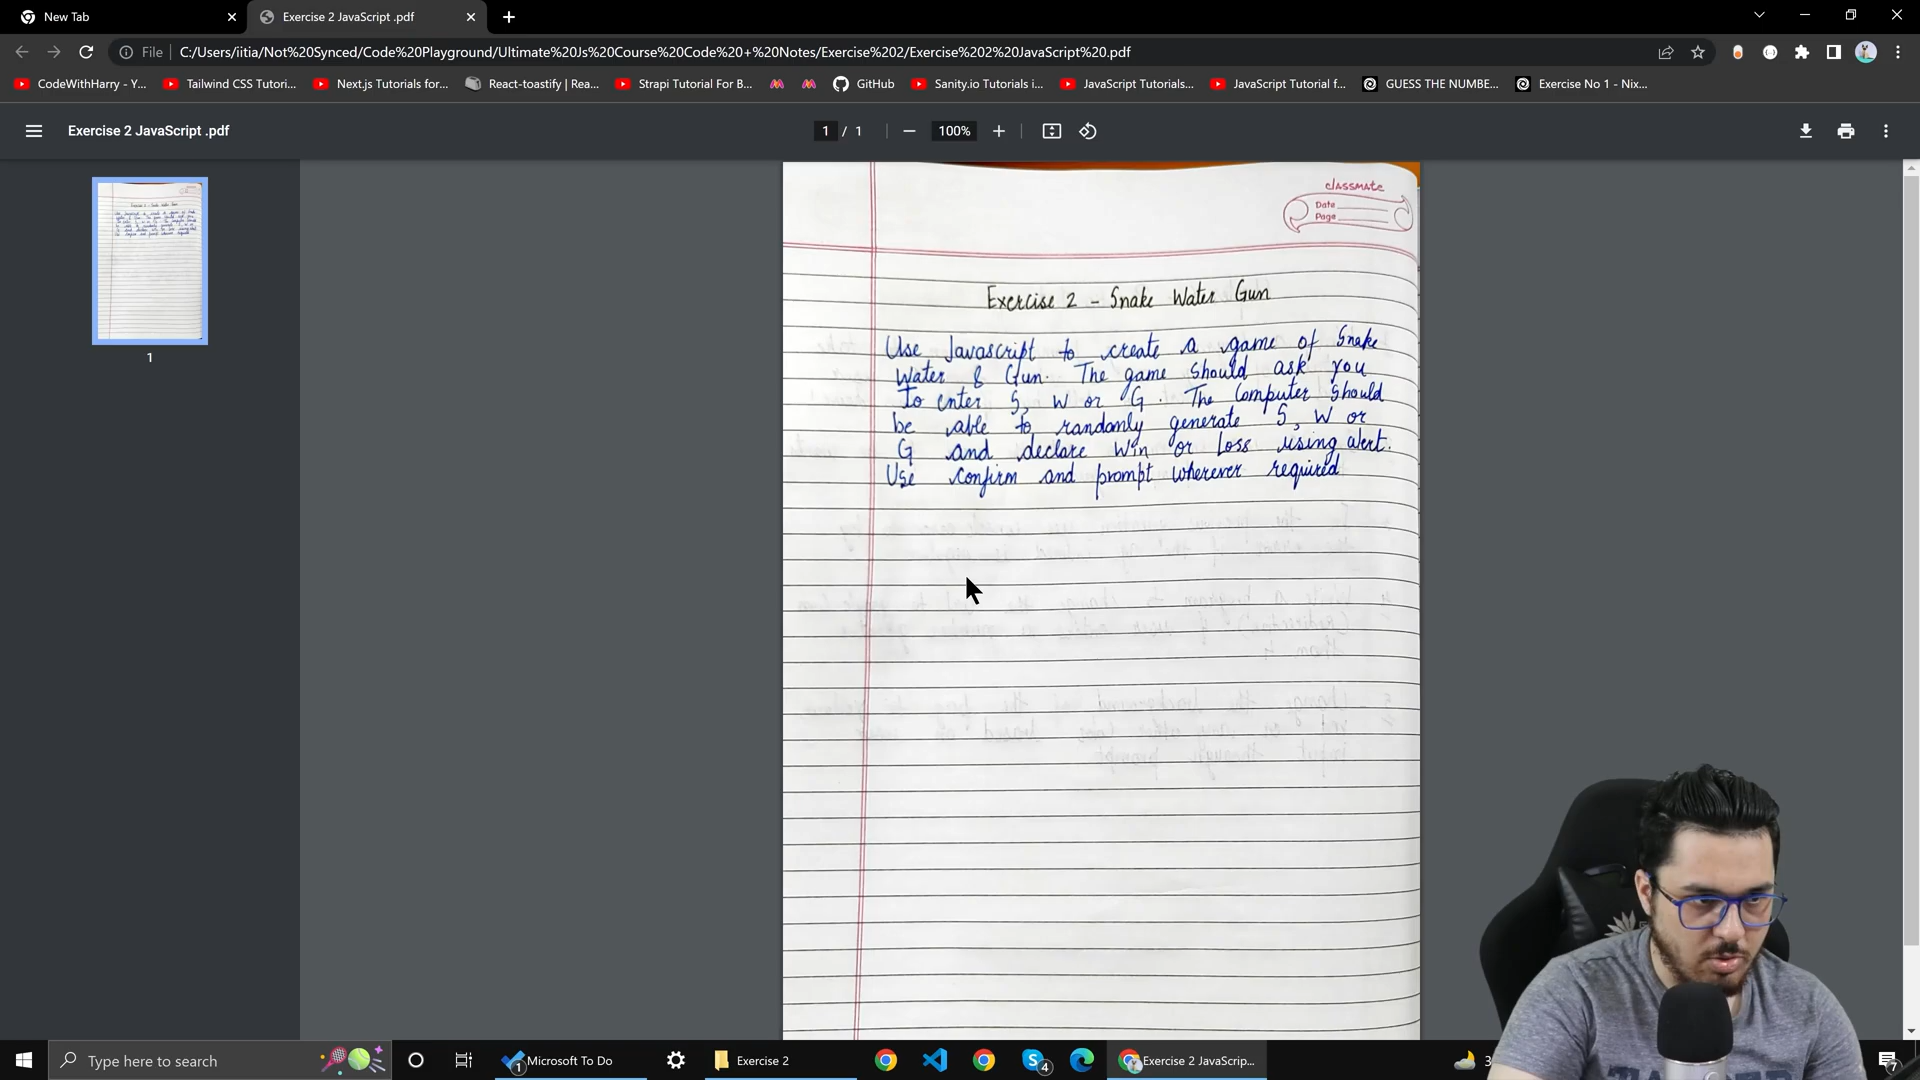 New Tab
Exercise 2 JavaScript .pdf
File
C:/Users/iitia/Not%20Synced/Code%20Playground/Ultimate%20Js%20Course%20Code%20+%20Notes/Exercise%202/Exercise%202%20JavaScript%20.pdf
CodeWithHarry - Y...
Tailwind CSS Tutori...
Next.js Tutorials for...
React-toastify | Rea...
Strapi Tutorial For B...
GitHub
Sanity.io Tutorials i...
JavaScript Tutorials...
JavaScript Tutorial f...
GUESS THE NUMBE...
Exercise No 1 - Nix...
Exercise 2 JavaScript .pdf
1 / 1
100%
1
classmate
Date
Page
Exercise 2 - Snake Water Gun
Use Javascript to create a game of Snake
Water & Gun. The game should ask you
to enter S, W or G. The computer should
be able to randomly generate S, W or
G and declare Win or Loss using alert.
Use confirm and prompt wherever required
Type here to search
1
Microsoft To Do
Exercise 2
4
Exercise 2 JavaScrip...
3
7